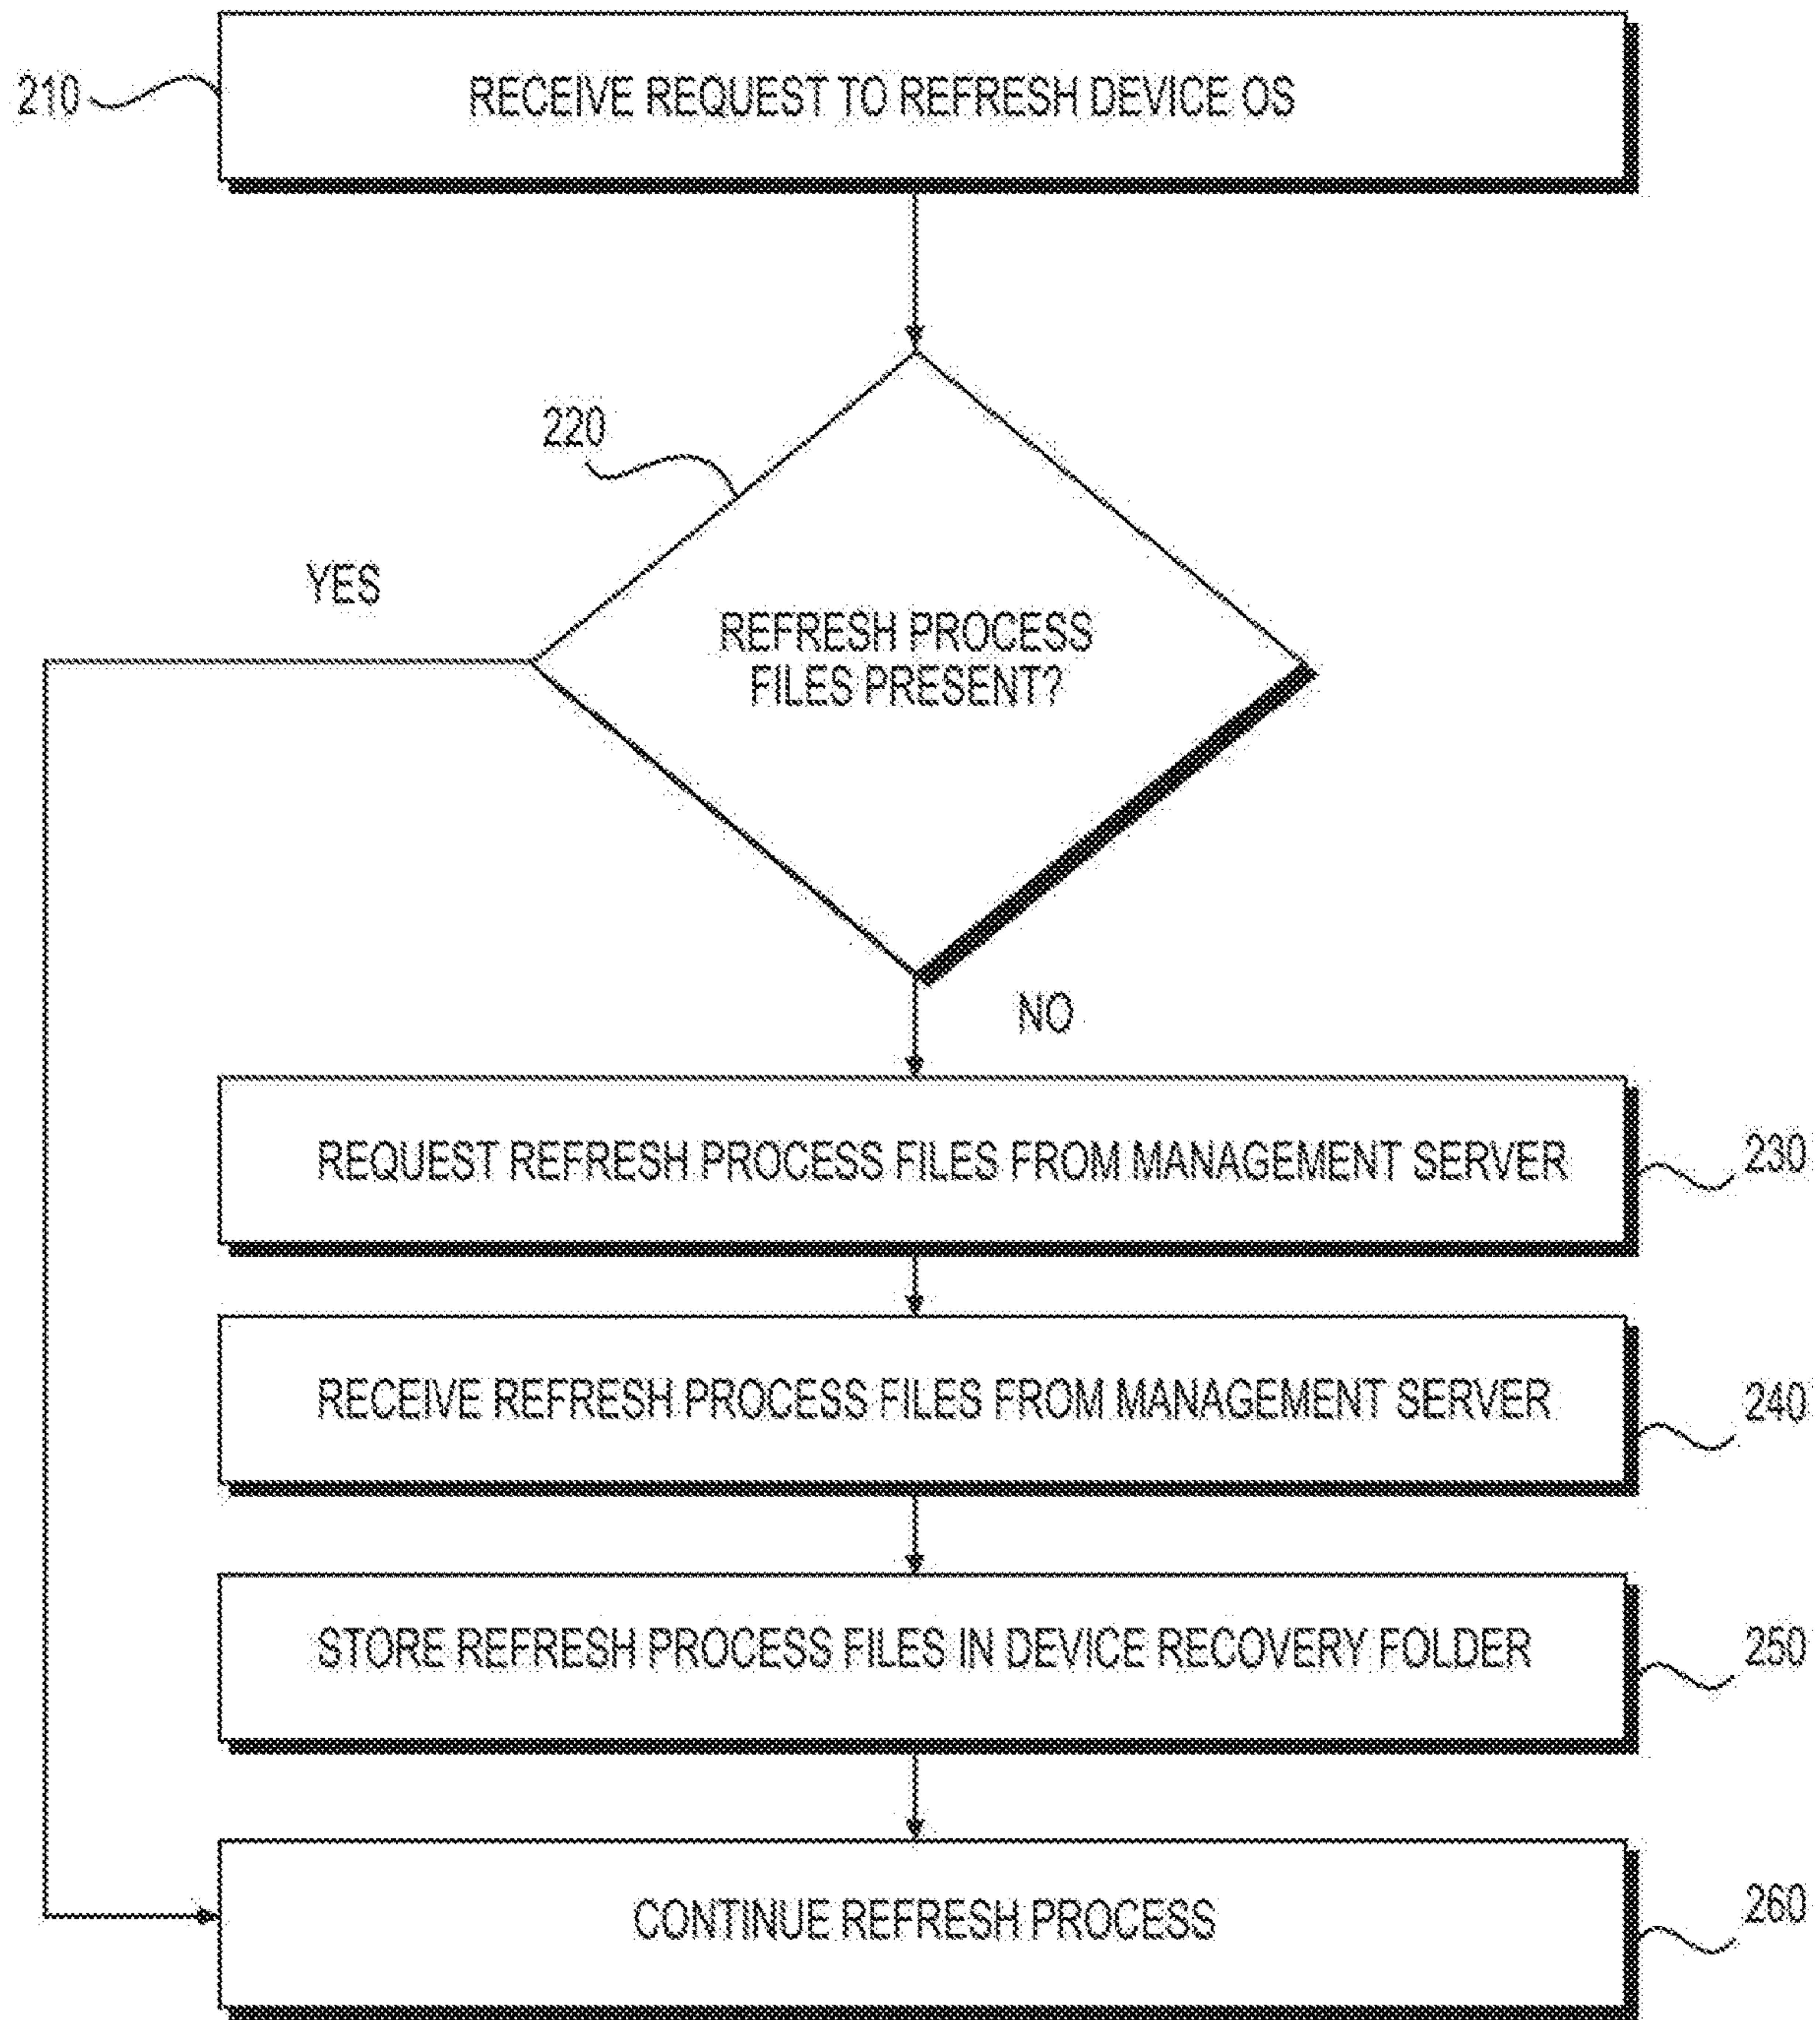 210
RECEIVE REQUEST TO REFRESH DEVICE OS
220
YES
REFRESH PROCESS
FILES PRESENT?
NO
REQUEST REFRESH PROCESS FILES FROM MANAGEMENT SERVER
230
RECEIVE REFRESH PROCESS FILES FROM MANAGEMENT SERVER
240
STORE REFRESH PROCESS FILES IN DEVICE RECOVERY FOLDER
250
CONTINUE REFRESH PROCESS
260